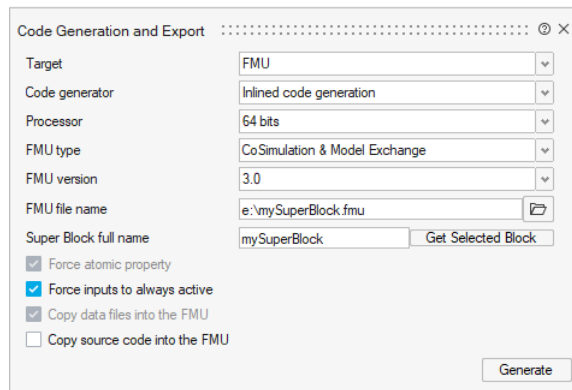 Code Generation and Export
Target FMU
Code generator Inlined code generation
Processor 64 bits
FMU type CoSimulation & Model Exchange
FMU version 3.0
FMU file name e:\mySuperBlock.fmu
Super Block full name mySuperBlock Get Selected Block
Force atomic property
Force inputs to always active
Copy data files into the FMU
Copy source code into the FMU
Generate